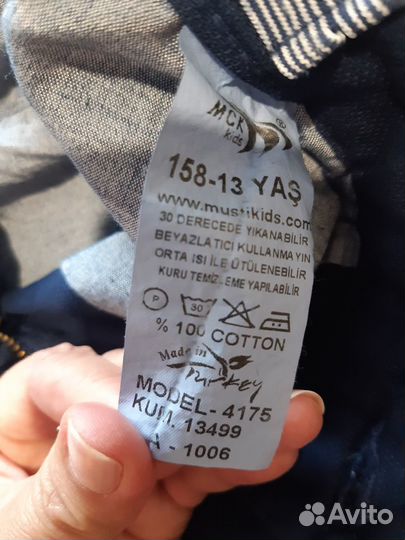 MCK
kids
®
158-13 YAŞ
www.mustikids.com
30 DERECEDE YIKANABİLİR
BEYAZLATICI KULLANMAYIN
ORTA ISI İLE ÜTÜLENEBİLİR
KURU TEMİZLEME YAPILABİLİR
P 30
% 100 COTTON
Made in
Turkey
MODEL- 4175
KUM. 13499
A - 1006
Avito